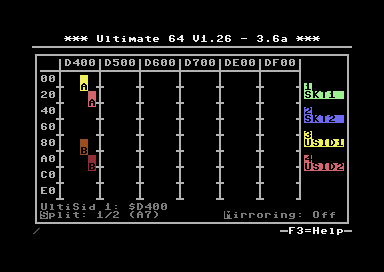 *** Ultimate 64 V1.26 - 3.6a ***
D400 D500 D600 D700 DE00 DF00
00
A
1
20
A
SKT1
40
2
SKT2
60
3
80
B
USID1
A0
B
4
USID2
C0
E0
UltiSid 1: $D400
Split: 1/2 (A7) Mirroring: Off
F3=Help